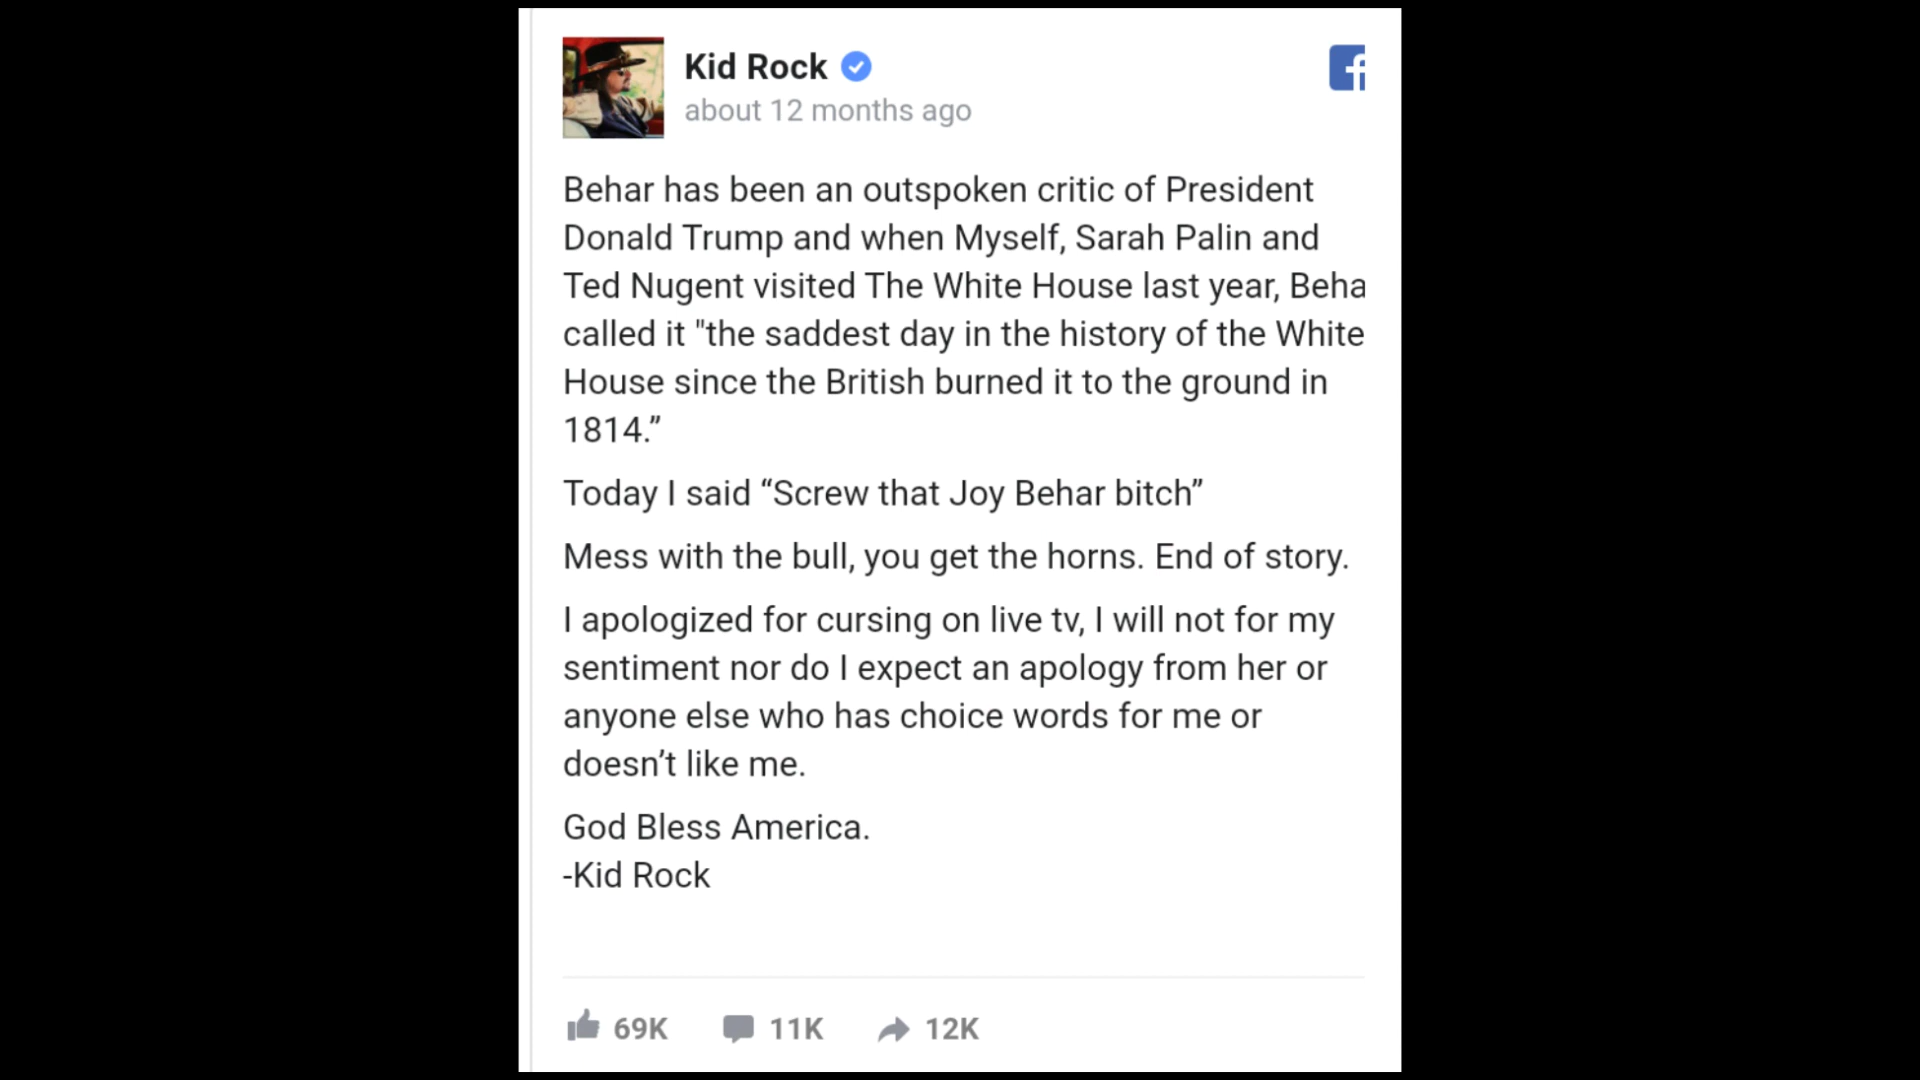 Kid Rock
about 12 months ago
Behar has been an outspoken critic of President
Donald Trump and when Myself, Sarah Palin and
Ted Nugent visited The White House last year, Beha
called it "the saddest day in the history of the White
House since the British burned it to the ground in
1814.”
Today I said “Screw that Joy Behar bitch”
Mess with the bull, you get the horns. End of story.
I apologized for cursing on live tv, I will not for my
sentiment nor do I expect an apology from her or
anyone else who has choice words for me or
doesn’t like me.
God Bless America.
-Kid Rock
69K 11K 12K